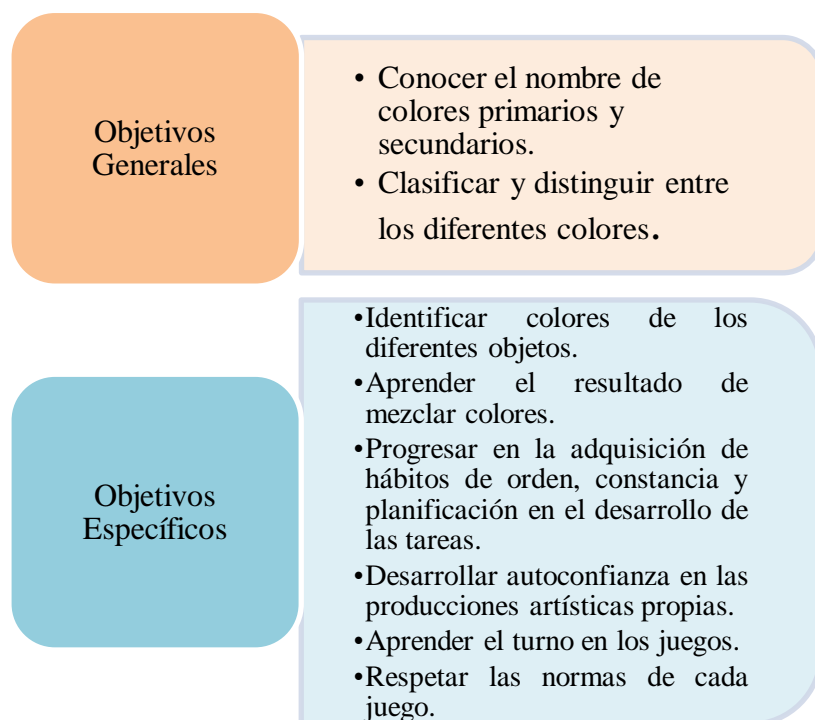 Objetivos
Generales
• Conocer el nombre de
colores primarios y
secundarios.
• Clasificar y distinguir entre
los diferentes colores.
Objetivos
Específicos
•Identificar colores de los
diferentes objetos.
•Aprender el resultado de
mezclar colores.
•Progresar en la adquisición de
hábitos de orden, constancia y
planificación en el desarrollo de
las tareas.
•Desarrollar autoconfianza en las
producciones artísticas propias.
•Aprender el turno en los juegos.
•Respetar las normas de cada
juego.